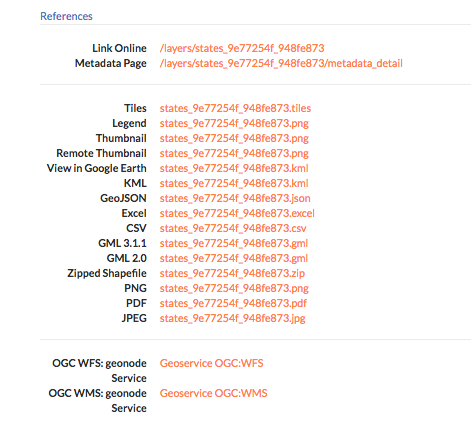 References
Link Online /layers/states_9e77254f_948fe873
Metadata Page /layers/states_9e77254f_948fe873/metadata_detail
Tiles states_9e77254f_948fe873.tiles
Legend states_9e77254f_948fe873.png
Thumbnail states_9e77254f_948fe873.png
Remote Thumbnail states_9e77254f_948fe873.png
View in Google Earth states_9e77254f_948fe873.kml
KML states_9e77254f_948fe873.kml
GeoJSON states_9e77254f_948fe873.json
Excel states_9e77254f_948fe873.excel
CSV states_9e77254f_948fe873.csv
GML 3.1.1 states_9e77254f_948fe873.gml
GML 2.0 states_9e77254f_948fe873.gml
Zipped Shapefile states_9e77254f_948fe873.zip
PNG states_9e77254f_948fe873.png
PDF states_9e77254f_948fe873.pdf
JPEG states_9e77254f_948fe873.jpg
OGC WFS: geonode Geoservice OGC:WFS
Service
OGC WMS: geonode Geoservice OGC:WMS
Service